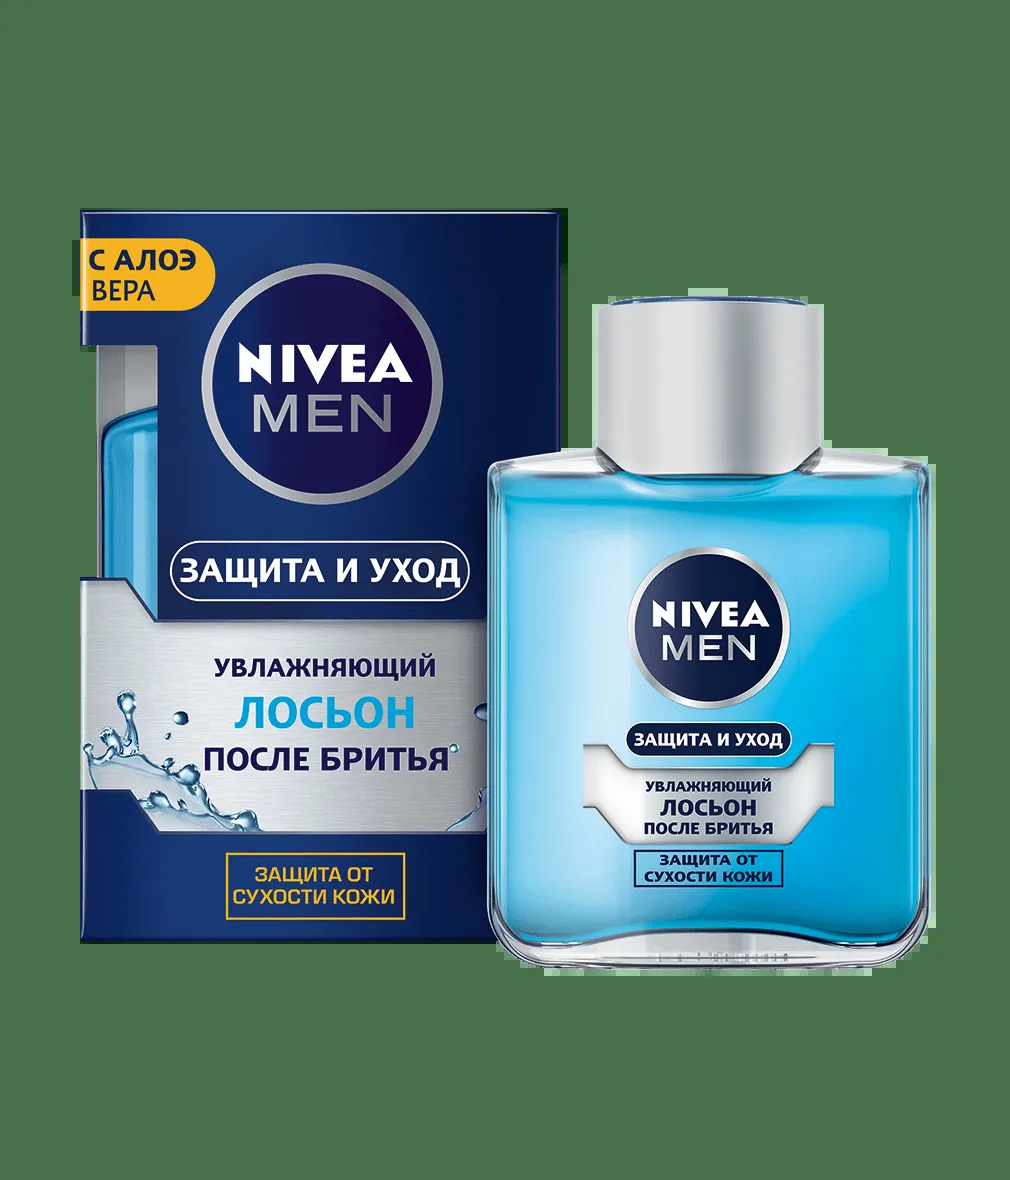 С АЛОЭ
ВЕРА
NIVEA
MEN
ЗАЩИТА И УХОД
УВЛАЖНЯЮЩИЙ
ЛОСЬОН
ПОСЛЕ БРИТЬЯ
ЗАЩИТА ОТ
СУХОСТИ КОЖИ
NIVEA
MEN
ЗАЩИТА И УХОД
УВЛАЖНЯЮЩИЙ
ЛОСЬОН
ПОСЛЕ БРИТЬЯ
ЗАЩИТА ОТ
СУХОСТИ КОЖИ